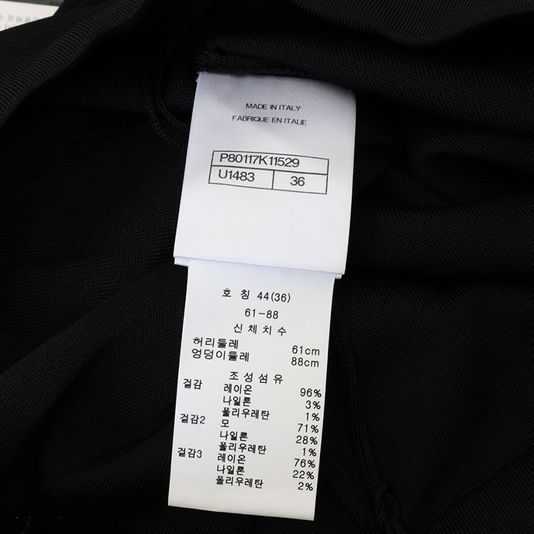 MADE IN ITALY
FABRIQUE EN ITALIE
P80117K11529
U1483 36
호 칭 44(36)
61-88
신체치수
허리둘레 61cm
엉덩이둘레 88cm
조성섬유
겉감 레이온 96%
나일론 3%
폴리우레탄 1%
겉감2 모 71%
나일론 28%
폴리우레탄 1%
겉감3 레이온 76%
나일론 22%
폴리우레탄 2%